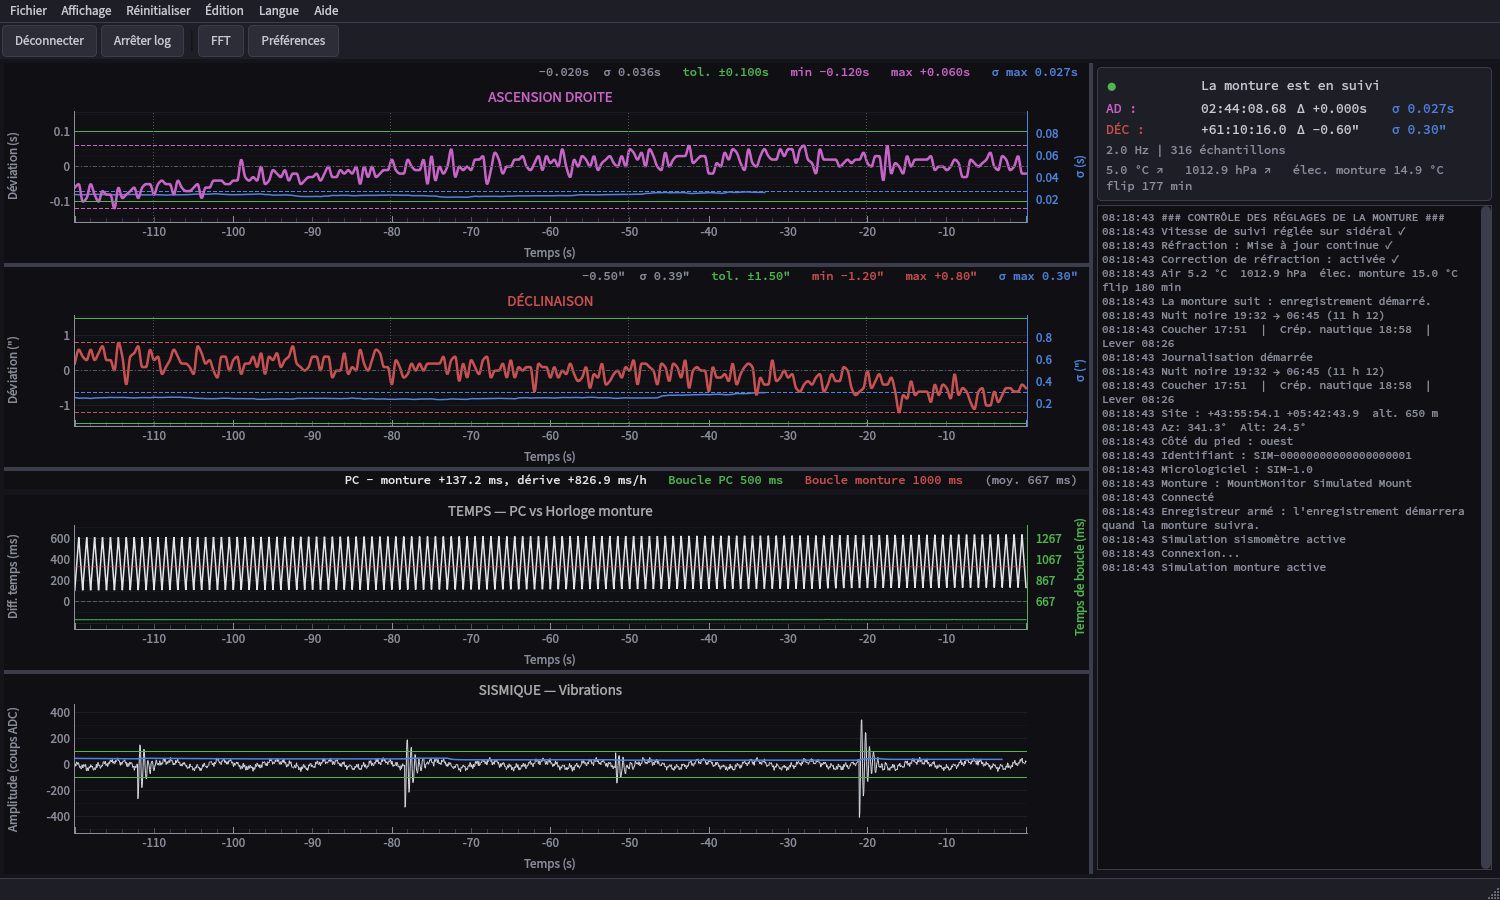 Fichier Affichage Réinitialiser Édition Langue Aide
Déconnecter Arrêter log FFT Préférences
−0.020s σ 0.036s tol. ±0.100s min −0.120s max +0.060s σ max 0.027s
ASCENSION DROITE
Déviation (s)
0.1
0
-0.1
0.08
0.06
0.04
0.02
σ (s)
-110 -100 -90 -80 -70 -60 -50 -40 -30 -20 -10
Temps (s)
−0.50" σ 0.39" tol. ±1.50" min −1.20" max +0.80" σ max 0.30"
DÉCLINAISON
Déviation (")
1
0
-1
0.8
0.6
0.4
0.2
σ (")
-110 -100 -90 -80 -70 -60 -50 -40 -30 -20 -10
Temps (s)
PC − monture +137.2 ms, dérive +826.9 ms/h Boucle PC 500 ms Boucle monture 1000 ms (moy. 667 ms)
TEMPS — PC vs Horloge monture
Diff. temps (ms)
600
400
200
0
1267
1067
867
667
Temps de boucle (ms)
-110 -100 -90 -80 -70 -60 -50 -40 -30 -20 -10
Temps (s)
SISMIQUE — Vibrations
Amplitude (coups ADC)
400
200
0
-200
-400
-110 -100 -90 -80 -70 -60 -50 -40 -30 -20 -10
Temps (s)
La monture est en suivi
AD : 02:44:08.68 Δ +0.000s σ 0.027s
DÉC : +61:10:16.0 Δ −0.60" σ 0.30"
2.0 Hz | 316 échantillons
5.0 °C ↗ 1012.9 hPa ↗ élec. monture 14.9 °C
flip 177 min
08:18:43 ### CONTRÔLE DES RÉGLAGES DE LA MONTURE ###
08:18:43 Vitesse de suivi réglée sur sidéral ✓
08:18:43 Réfraction : Mise à jour continue ✓
08:18:43 Correction de réfraction : activée ✓
08:18:43 Air 5.2 °C 1012.9 hPa élec. monture 15.0 °C
flip 180 min
08:18:43 La monture suit : enregistrement démarré.
08:18:43 Nuit noire 19:32 → 06:45 (11 h 12)
08:18:43 Coucher 17:51 | Crép. nautique 18:58 |
Lever 08:26
08:18:43 Journalisation démarrée
08:18:43 Nuit noire 19:32 → 06:45 (11 h 12)
08:18:43 Coucher 17:51 | Crép. nautique 18:58 |
Lever 08:26
08:18:43 Site : +43:55:54.1 +05:42:43.9 alt. 650 m
08:18:43 Az: 341.3° Alt: 24.5°
08:18:43 Côté du pied : ouest
08:18:43 Identifiant : SIM-00000000000000000001
08:18:43 Micrologiciel : SIM-1.0
08:18:43 Monture : MountMonitor Simulated Mount
08:18:43 Connecté
08:18:43 Enregistreur armé : l'enregistrement démarrera
quand la monture suivra.
08:18:43 Simulation sismomètre active
08:18:43 Connexion...
08:18:43 Simulation monture active